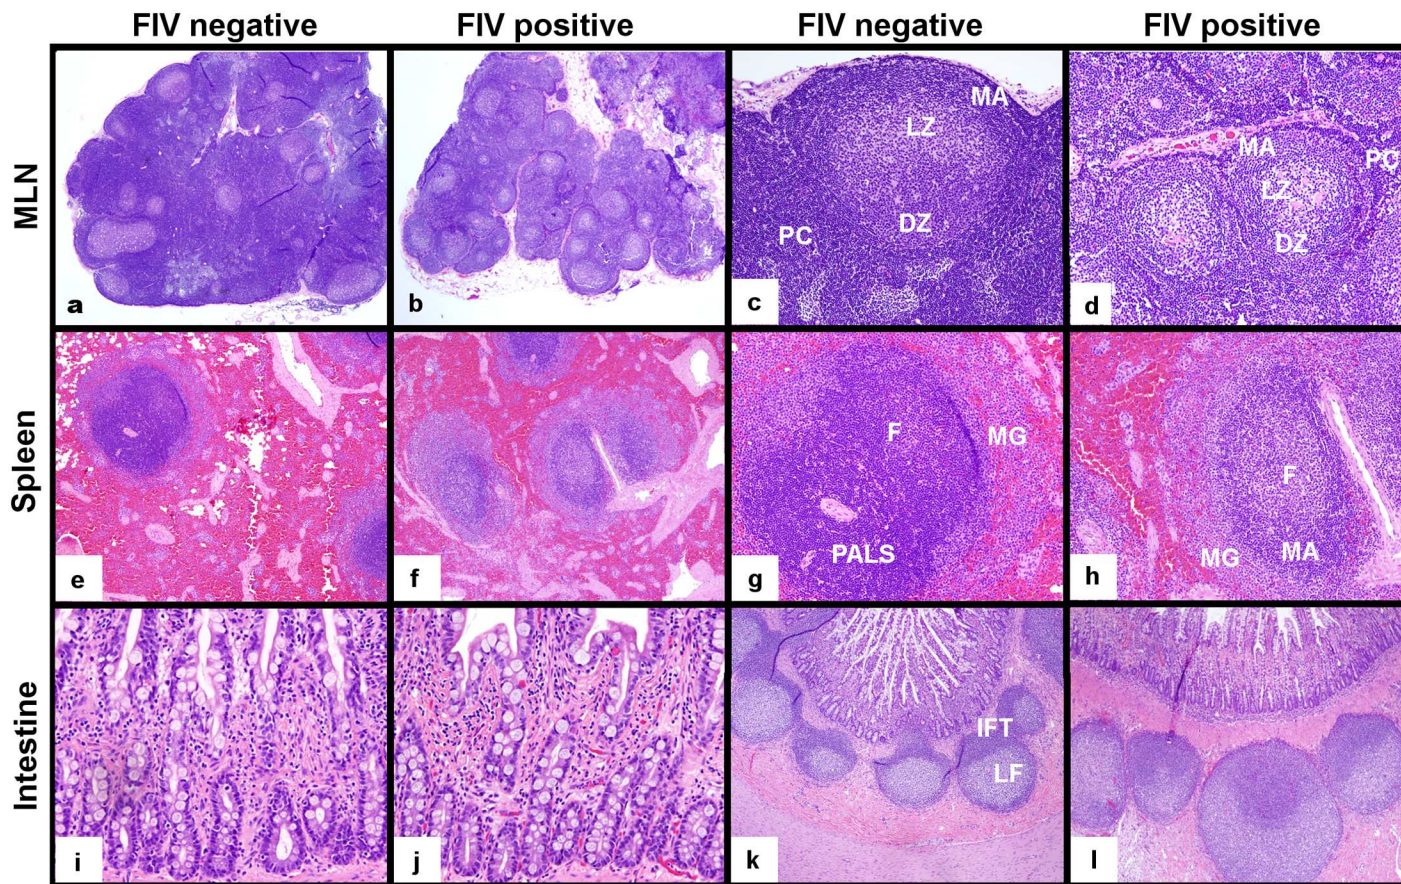 FIV negative
FIV positive
FIV negative
FIV positive
MLN
a
b
MA
LZ
DZ
PC
c
MA
PC
LZ
DZ
d
Spleen
e
f
F
MG
PALS
g
F
MG
MA
h
Intestine
i
j
IFT
LF
k
l